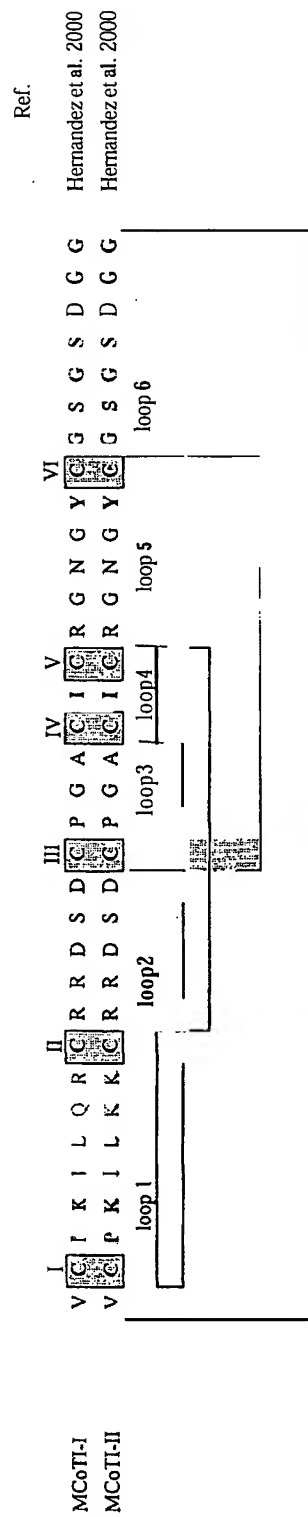 Ref.
I II III IV V VI
MCoTI-I V C P K I L Q R C R R D S D C P G A C I C R G N G Y C G S G S D G G Hernandez et al. 2000
MCoTI-II V C P K I L K K C R R D S D C P G A C I C R G N G Y C G S G S D G G Hernandez et al. 2000
loop 1 loop2 loop3 loop4 loop 5 loop 6